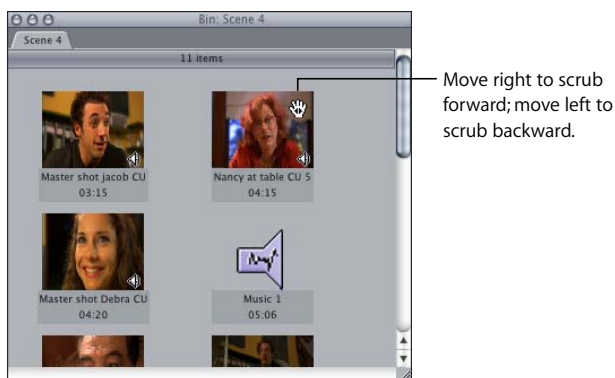 Bin: Scene 4
Scene 4
11 items
Move right to scrub
forward; move left to
scrub backward.
Master shot jacob CU
03:15
Nancy at table CU 5
04:15
Master shot Debra CU
04:20
Music 1
05:06